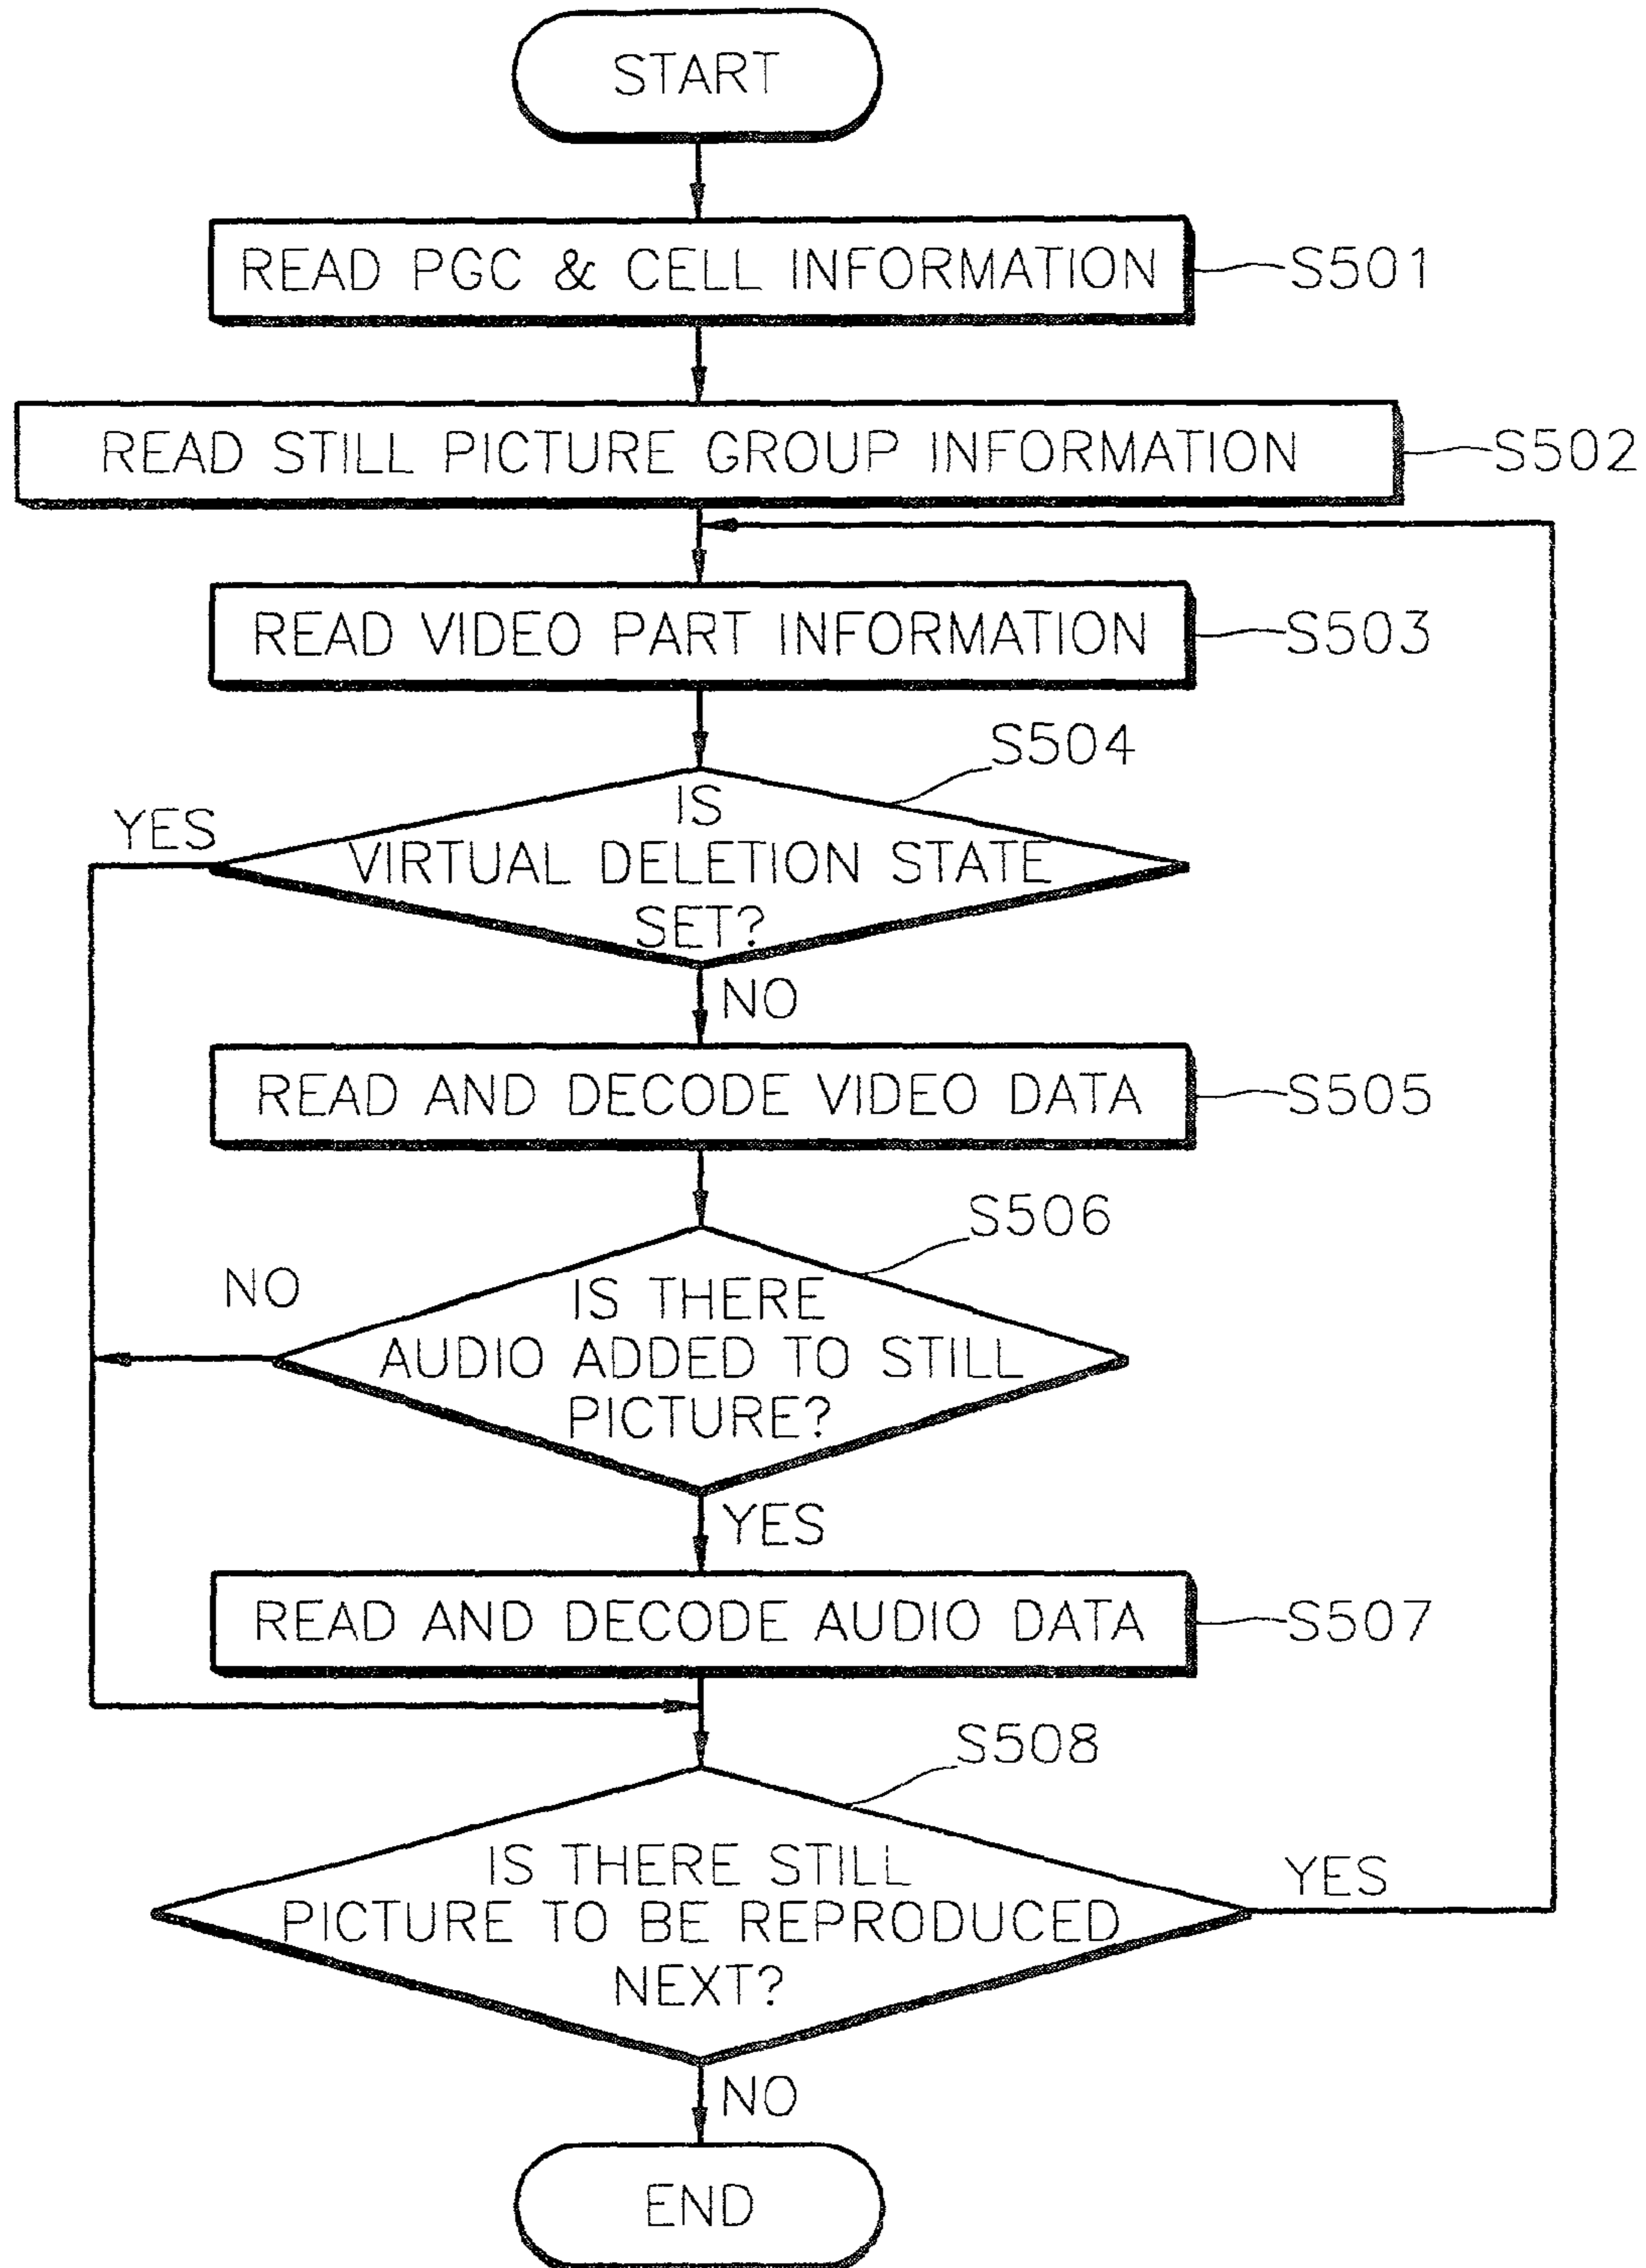 START
READ PGC & CELL INFORMATION
S501
READ STILL PICTURE GROUP INFORMATION
S502
READ VIDEO PART INFORMATION
S503
S504
YES
IS
VIRTUAL DELETION STATE
SET?
NO
READ AND DECODE VIDEO DATA
S505
S506
NO
IS THERE
AUDIO ADDED TO STILL
PICTURE?
YES
READ AND DECODE AUDIO DATA
S507
S508
IS THERE STILL
PICTURE TO BE REPRODUCED
NEXT?
YES
NO
END